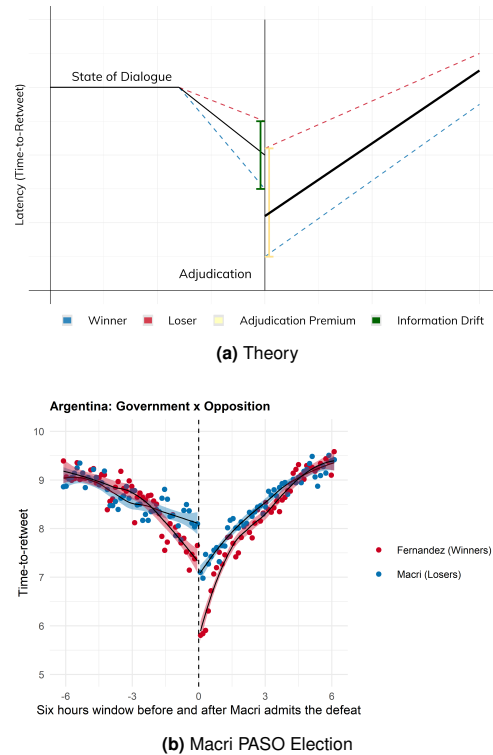 State of Dialogue
Latency (Time-to-Retweet)
Adjudication
Winner Loser Adjudication Premium Information Drift
(a) Theory
Argentina: Government x Opposition
10
9
8
7
6
5
Time-to-retweet
-6 -3 0 3 6
Six hours window before and after Macri admits the defeat
Fernandez (Winners)
Macri (Losers)
(b) Macri PASO Election